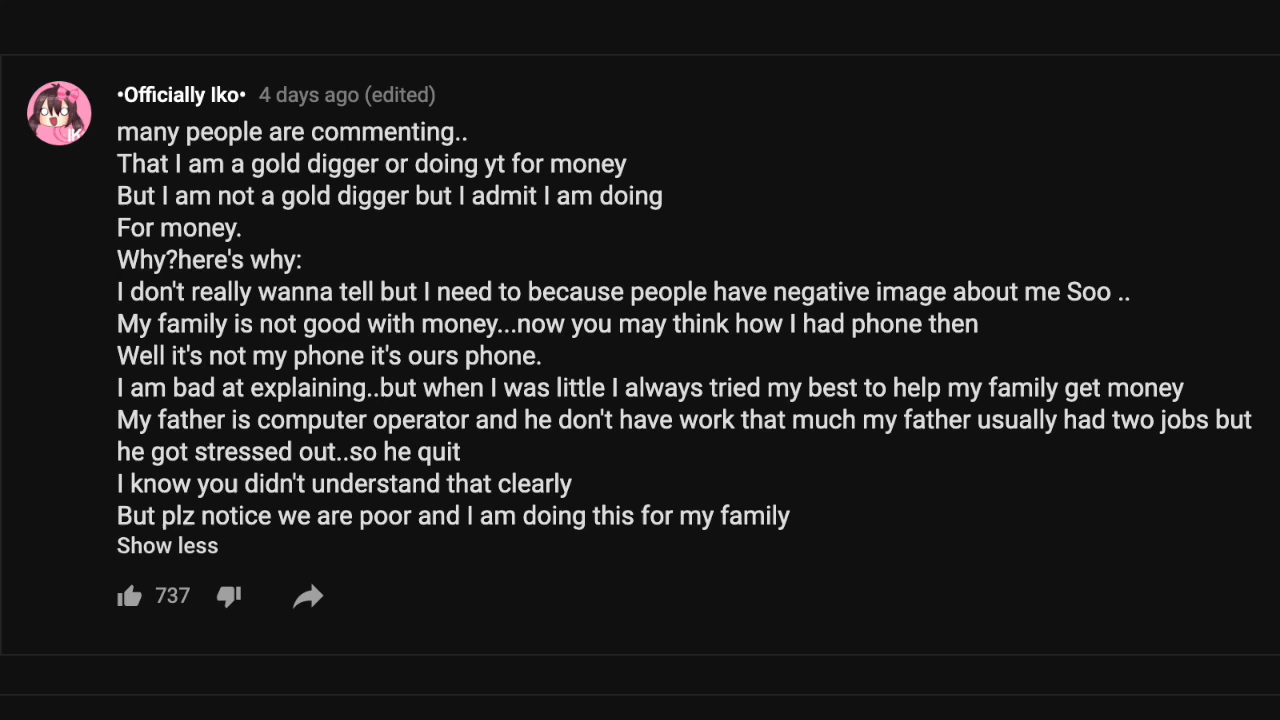 •Officially Iko• 4 days ago (edited)
many people are commenting..
That I am a gold digger or doing yt for money
But I am not a gold digger but I admit I am doing
For money.
Why?here's why:
I don't really wanna tell but I need to because people have negative image about me Soo ..
My family is not good with money...now you may think how I had phone then
Well it's not my phone it's ours phone.
I am bad at explaining..but when I was little I always tried my best to help my family get money
My father is computer operator and he don't have work that much my father usually had two jobs but
he got stressed out..so he quit
I know you didn't understand that clearly
But plz notice we are poor and I am doing this for my family
Show less
737